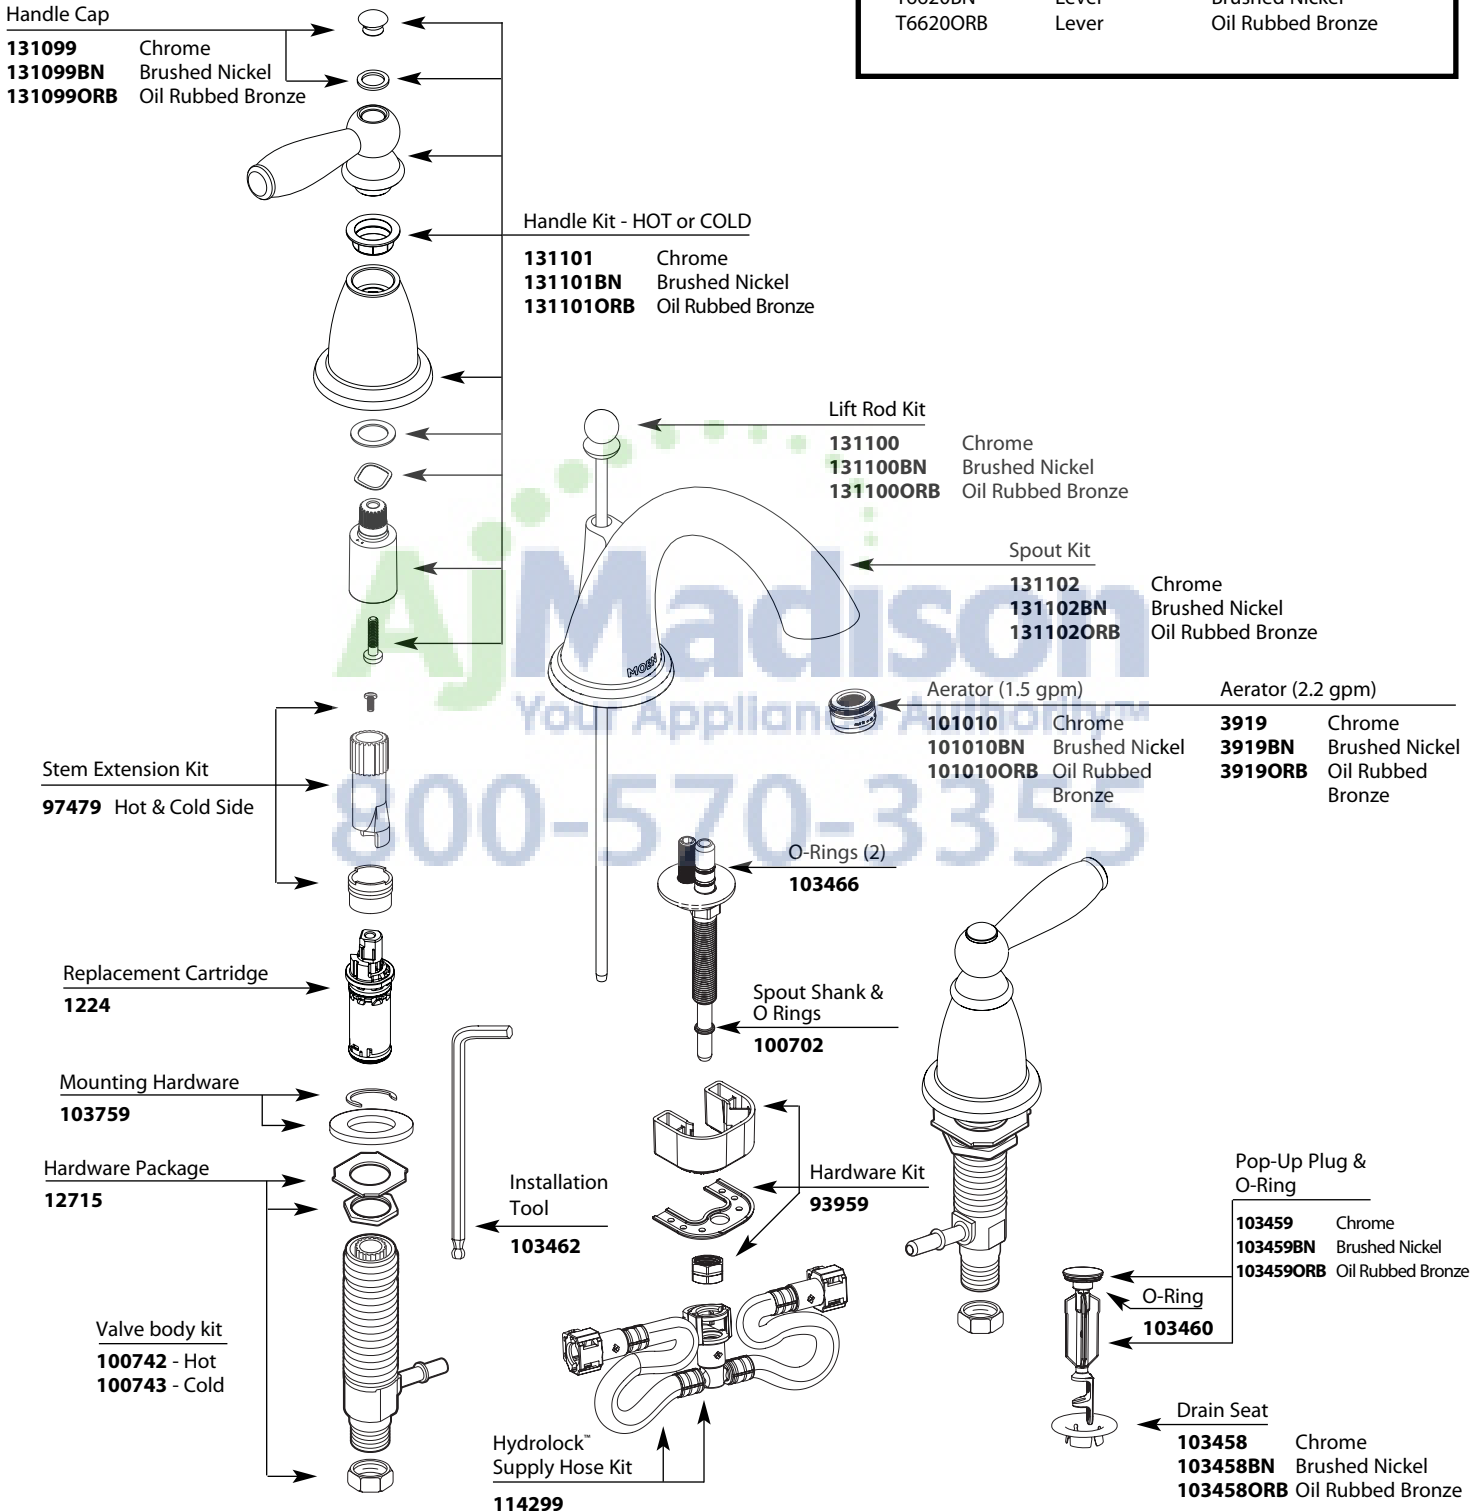 T6620BN Lever Brushed Nickel
T6620ORB Lever Oil Rubbed Bronze
Handle Cap
131099 Chrome
131099BN Brushed Nickel
131099ORB Oil Rubbed Bronze
Handle Kit - HOT or COLD
131101 Chrome
131101BN Brushed Nickel
131101ORB Oil Rubbed Bronze
Lift Rod Kit
131100 Chrome
131100BN Brushed Nickel
131100ORB Oil Rubbed Bronze
Spout Kit
131102 Chrome
131102BN Brushed Nickel
131102ORB Oil Rubbed Bronze
MOEN
AjMadison
Your Appliance Authority™
800-570-3355
Aerator (1.5 gpm)
101010 Chrome
101010BN Brushed Nickel
101010ORB Oil Rubbed
Bronze
Aerator (2.2 gpm)
3919 Chrome
3919BN Brushed Nickel
3919ORB Oil Rubbed
Bronze
Stem Extension Kit
97479 Hot & Cold Side
O-Rings (2)
103466
Replacement Cartridge
1224
Spout Shank &
O Rings
100702
Mounting Hardware
103759
Hardware Package
12715
Installation
Tool
103462
Hardware Kit
93959
Pop-Up Plug &
O-Ring
103459 Chrome
103459BN Brushed Nickel
103459ORB Oil Rubbed Bronze
O-Ring
103460
Valve body kit
100742 - Hot
100743 - Cold
Hydrolock™
Supply Hose Kit
114299
Drain Seat
103458 Chrome
103458BN Brushed Nickel
103458ORB Oil Rubbed Bronze